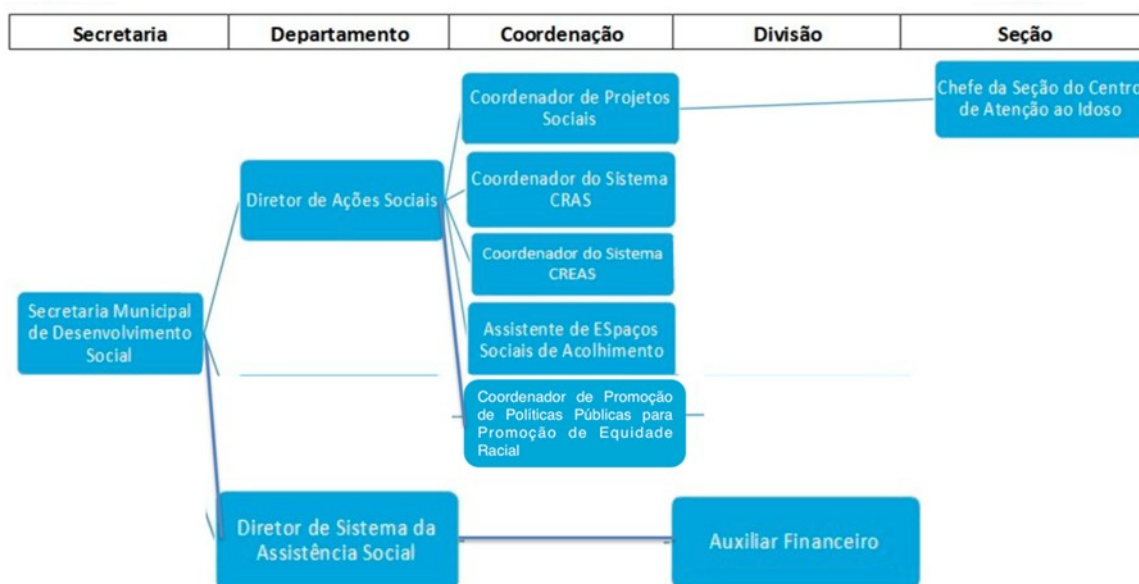 Secretaria Departamento Coordenação Divisão Seção
Coordenador de Projetos
Sociais
Chefe da Seção do Centro
de Atenção ao Idoso
Diretor de Ações Sociais
Coordenador do Sistema
CRAS
Coordenador do Sistema
CREAS
Secretaria Municipal
de Desenvolvimento
Social
Assistente de ESpaços
Sociais de Acolhimento
Coordenador de Promoção
de Políticas Públicas para
Promoção de Equidade
Racial
Diretor de Sistema da
Assistência Social
Auxiliar Financeiro